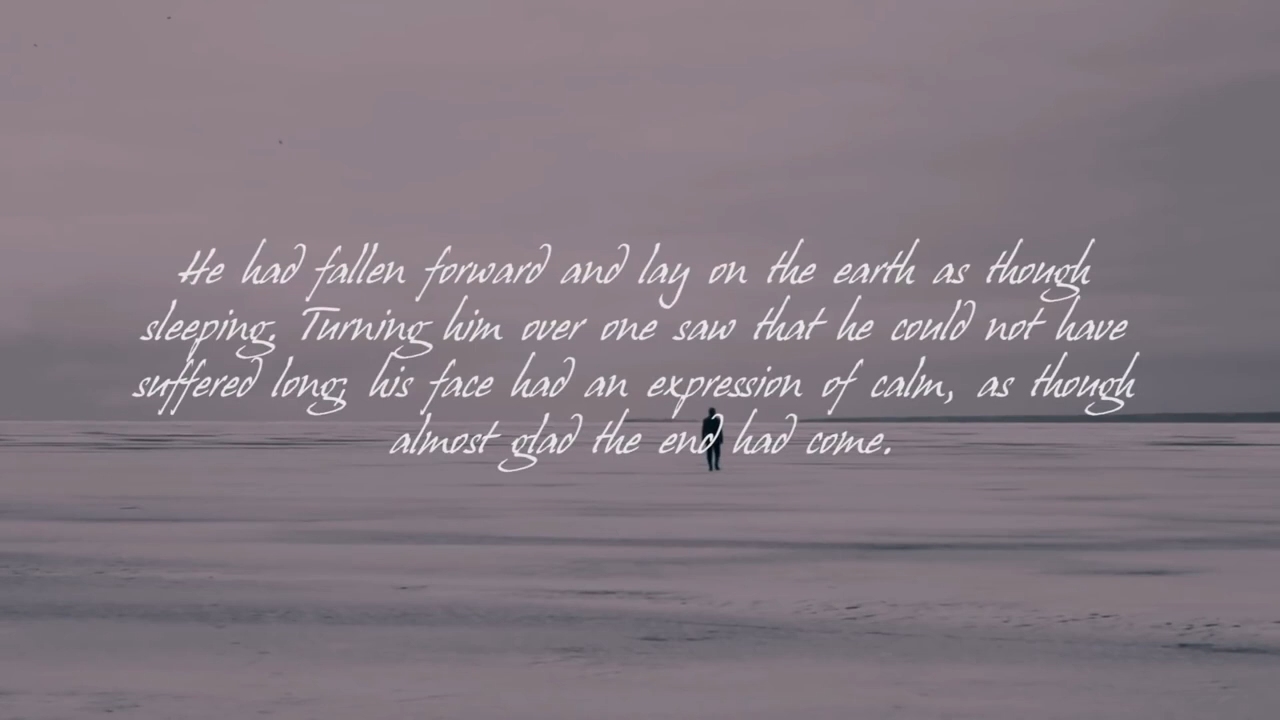 He had fallen forward and lay on the earth as though
sleeping. Turning him over one saw that he could not have
suffered long; his face had an expression of calm, as though
almost glad the end had come.